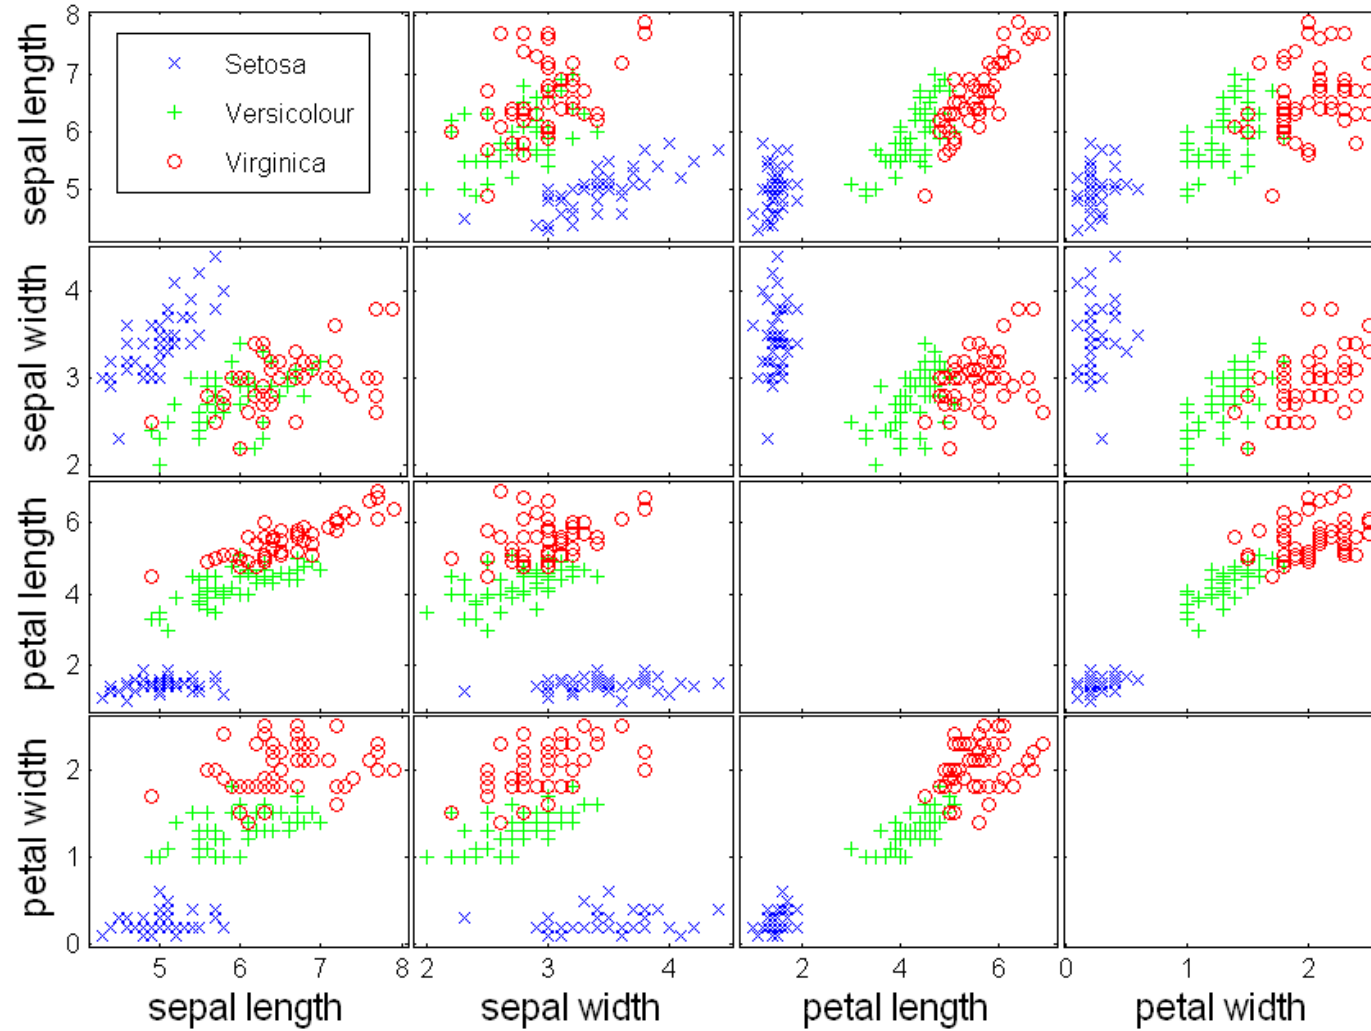 sepal length
8
7
6
5
Setosa
Versicolour
Virginica
sepal width
4
3
2
petal length
6
4
2
petal width
2
1
0
5 6 7 8 2 3 4 2 4 6 0 1 2
sepal length sepal width petal length petal width